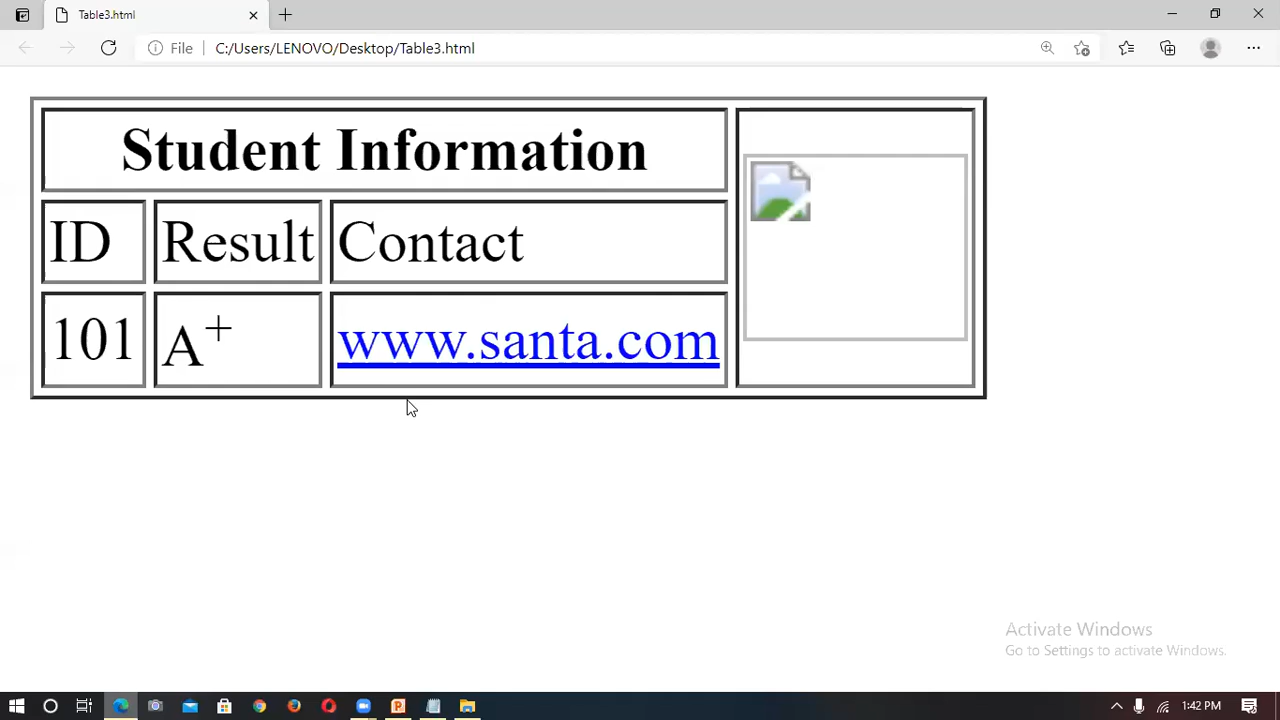 Table3.html
File
C:/Users/LENOVO/Desktop/Table3.html
Student Information
ID Result Contact
101 A⁺ www.santa.com
Activate Windows
Go to Settings to activate Windows.
1:42 PM